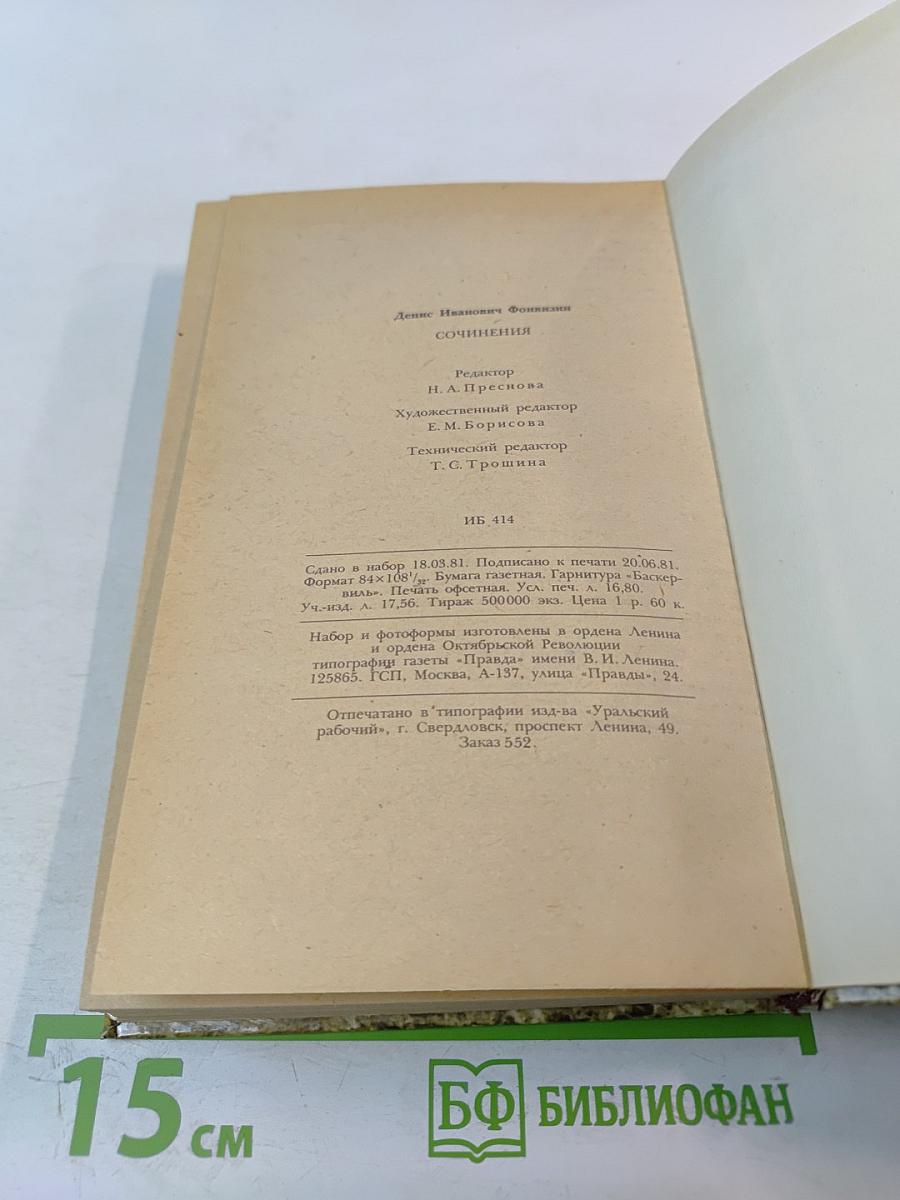 Денис Иванович Фонвизин
СОЧИНЕНИЯ
Редактор
Н. А. Преснова
Художественный редактор
Е. М. Борисова
Технический редактор
Т. С. Трошина
ИБ 414
Сдано в набор 18.03.81. Подписано к печати 20.06.81.
Формат 84×108¹/₃₂. Бумага газетная. Гарнитура «Баскер-
виль». Печать офсетная. Усл. печ. л. 16,80.
Уч.-изд. л. 17,56. Тираж 500000 экз. Цена 1 р. 60 к.
Набор и фотоформы изготовлены в ордена Ленина
и ордена Октябрьской Революции
типографии газеты «Правда» имени В. И. Ленина.
125865. ГСП, Москва, А-137, улица «Правды», 24.
Отпечатано в типографии изд-ва «Уральский
рабочий», г. Свердловск, проспект Ленина, 49.
Заказ 552.
15 см
БФ БИБЛИОФАН